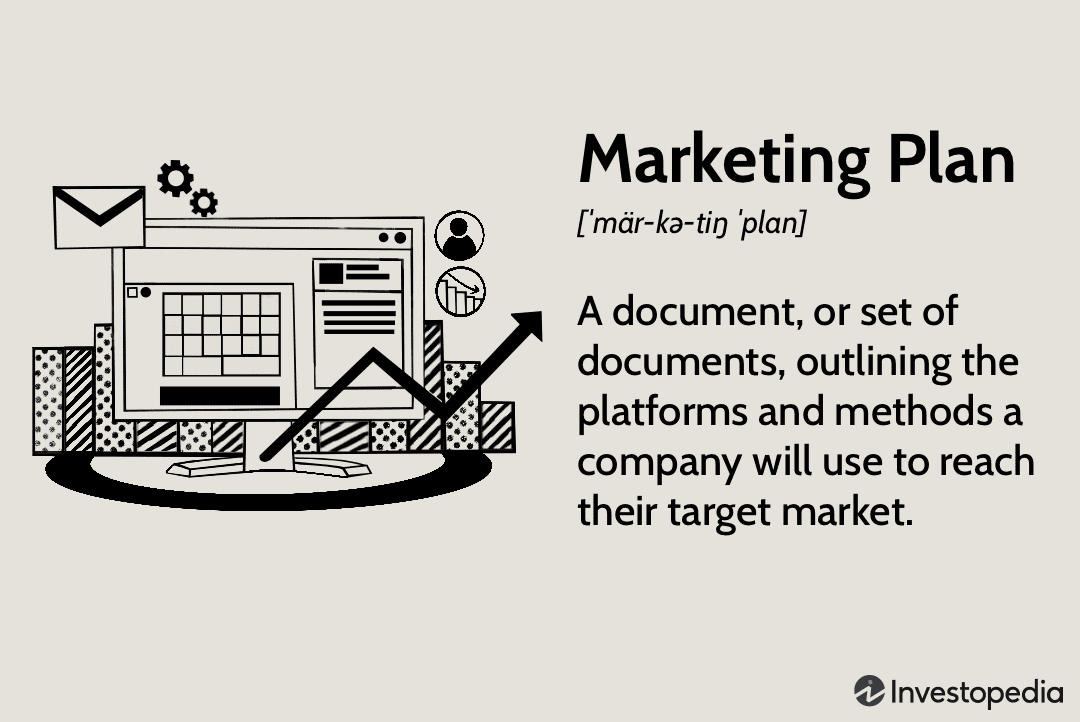 Marketing Plan
[ˈmär-kə-tiŋ ˈplan]
A document, or set of
documents, outlining the
platforms and methods a
company will use to reach
their target market.
Investopedia